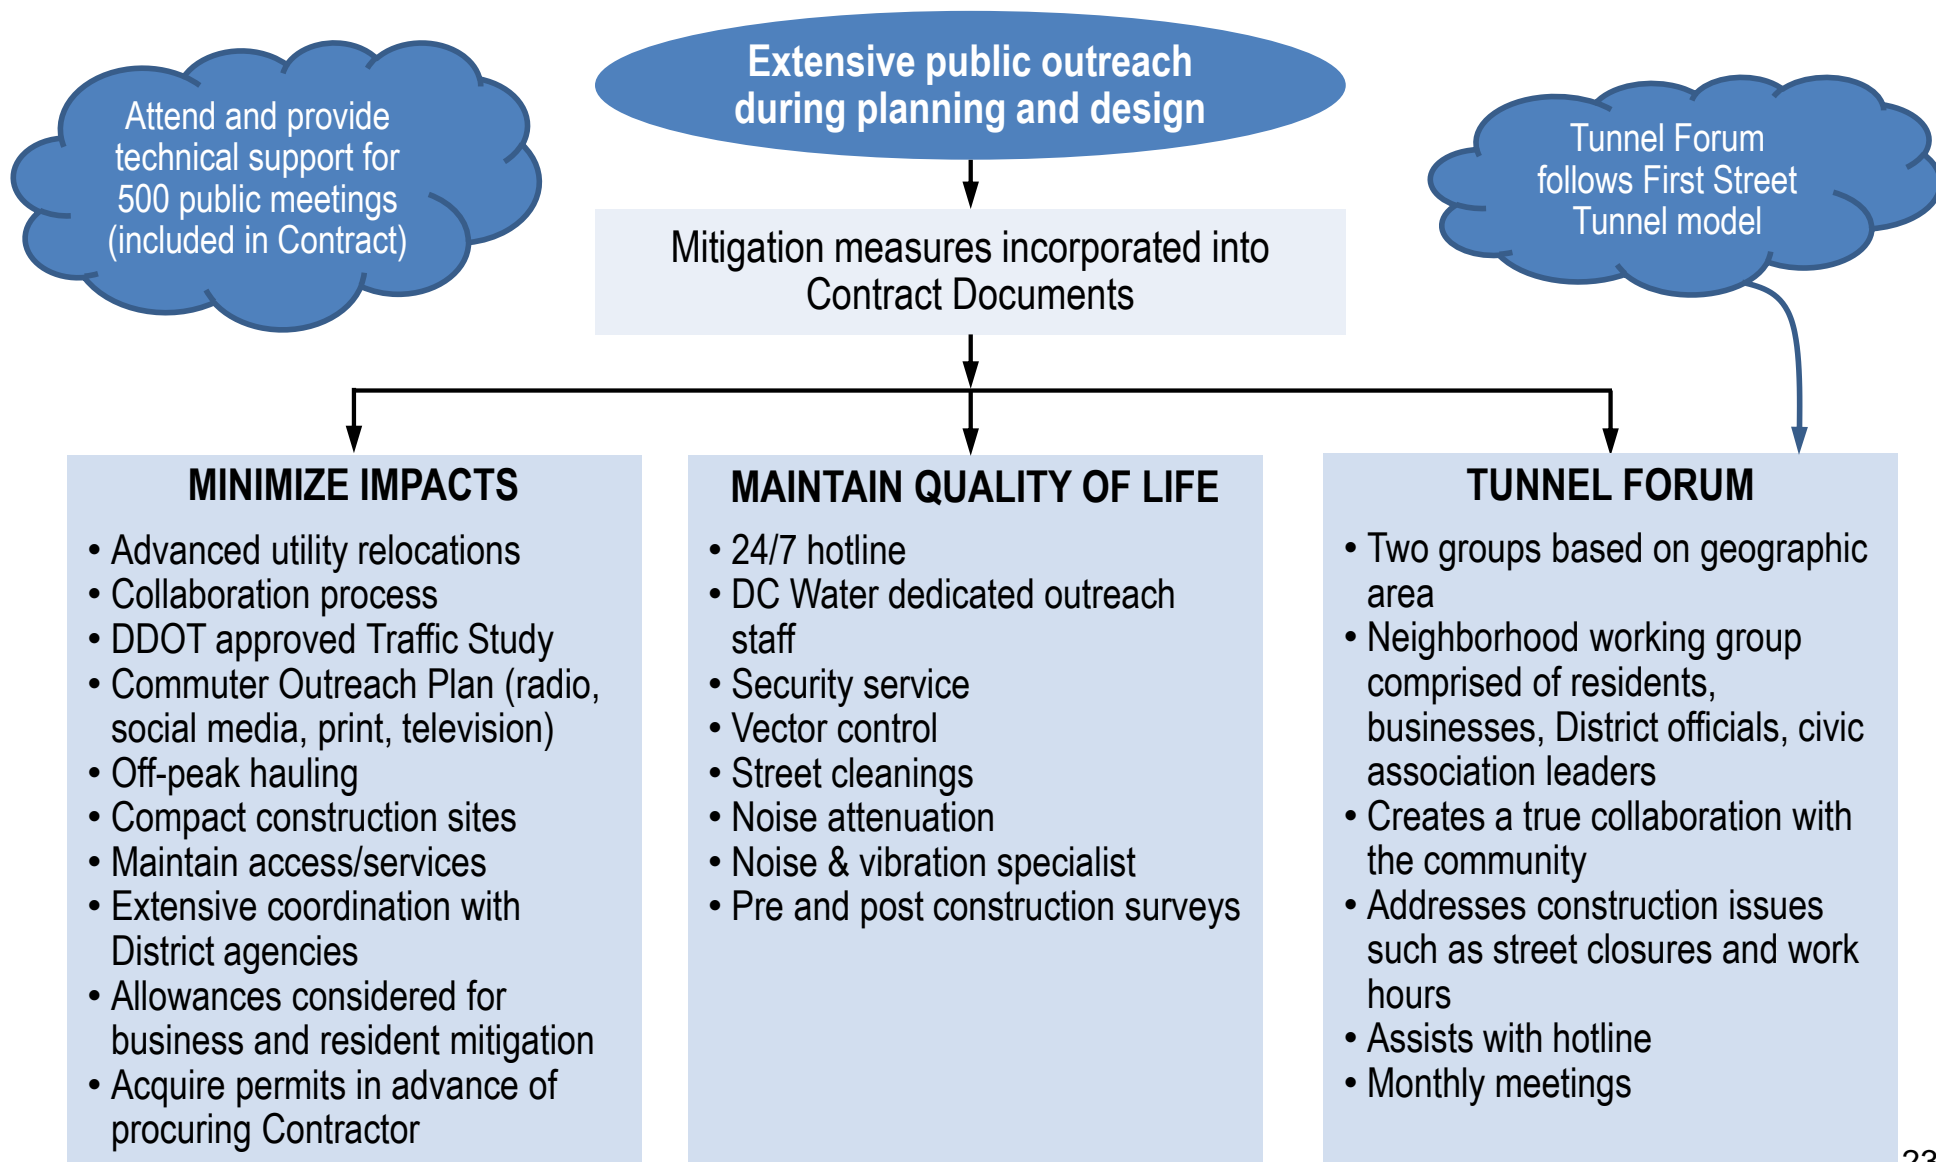 Attend and provide
technical support for
500 public meetings
(included in Contract)
Extensive public outreach
during planning and design
Tunnel Forum
follows First Street
Tunnel model
Mitigation measures incorporated into
Contract Documents
MINIMIZE IMPACTS
• Advanced utility relocations
• Collaboration process
• DDOT approved Traffic Study
• Commuter Outreach Plan (radio,
social media, print, television)
• Off-peak hauling
• Compact construction sites
• Maintain access/services
• Extensive coordination with
District agencies
• Allowances considered for
business and resident mitigation
• Acquire permits in advance of
procuring Contractor
MAINTAIN QUALITY OF LIFE
• 24/7 hotline
• DC Water dedicated outreach
staff
• Security service
• Vector control
• Street cleanings
• Noise attenuation
• Noise & vibration specialist
• Pre and post construction surveys
TUNNEL FORUM
• Two groups based on geographic
area
• Neighborhood working group
comprised of residents,
businesses, District officials, civic
association leaders
• Creates a true collaboration with
the community
• Addresses construction issues
such as street closures and work
hours
• Assists with hotline
• Monthly meetings
23